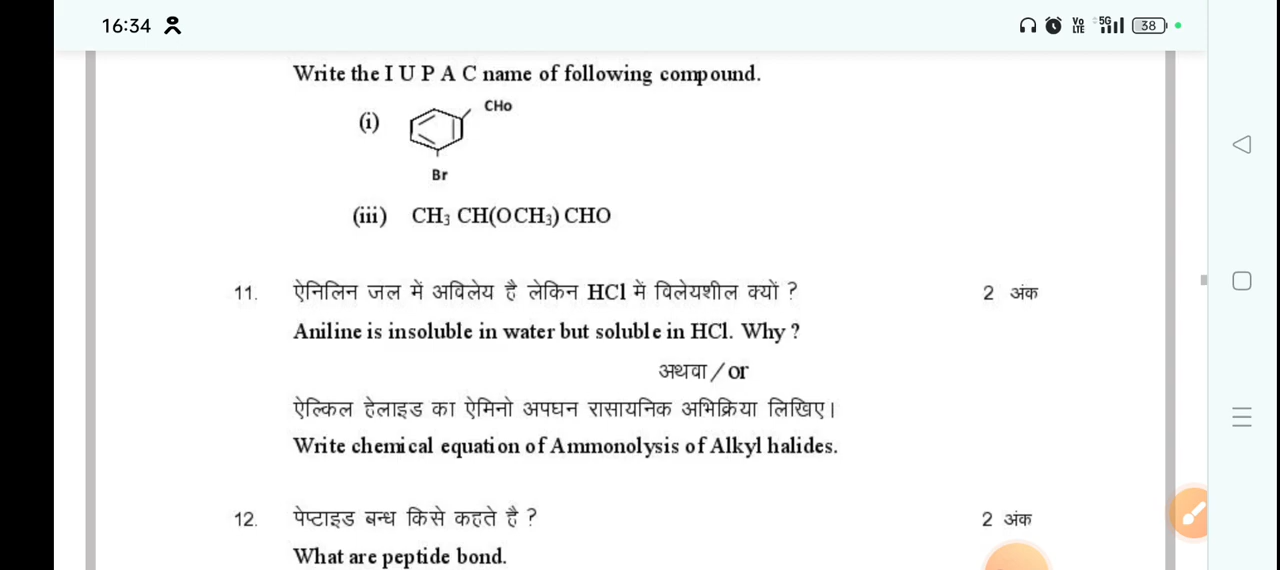 16:34
Vo LTE 5G 38
Write the I U P A C name of following compound.
(i) CHo
Br
(iii) CH₃ CH(OCH₃) CHO
11. ऐनिलिन जल में अविलेय है लेकिन HCl में विलेयशील क्यों ? 2 अंक
Aniline is insoluble in water but soluble in HCl. Why ?
अथवा / or
ऐल्किल हेलाइड का ऐमिनो अपघन रासायनिक अभिक्रिया लिखिए।
Write chemical equation of Ammonolysis of Alkyl halides.
12. पेप्टाइड बन्ध किसे कहते है ? 2 अंक
What are peptide bond.